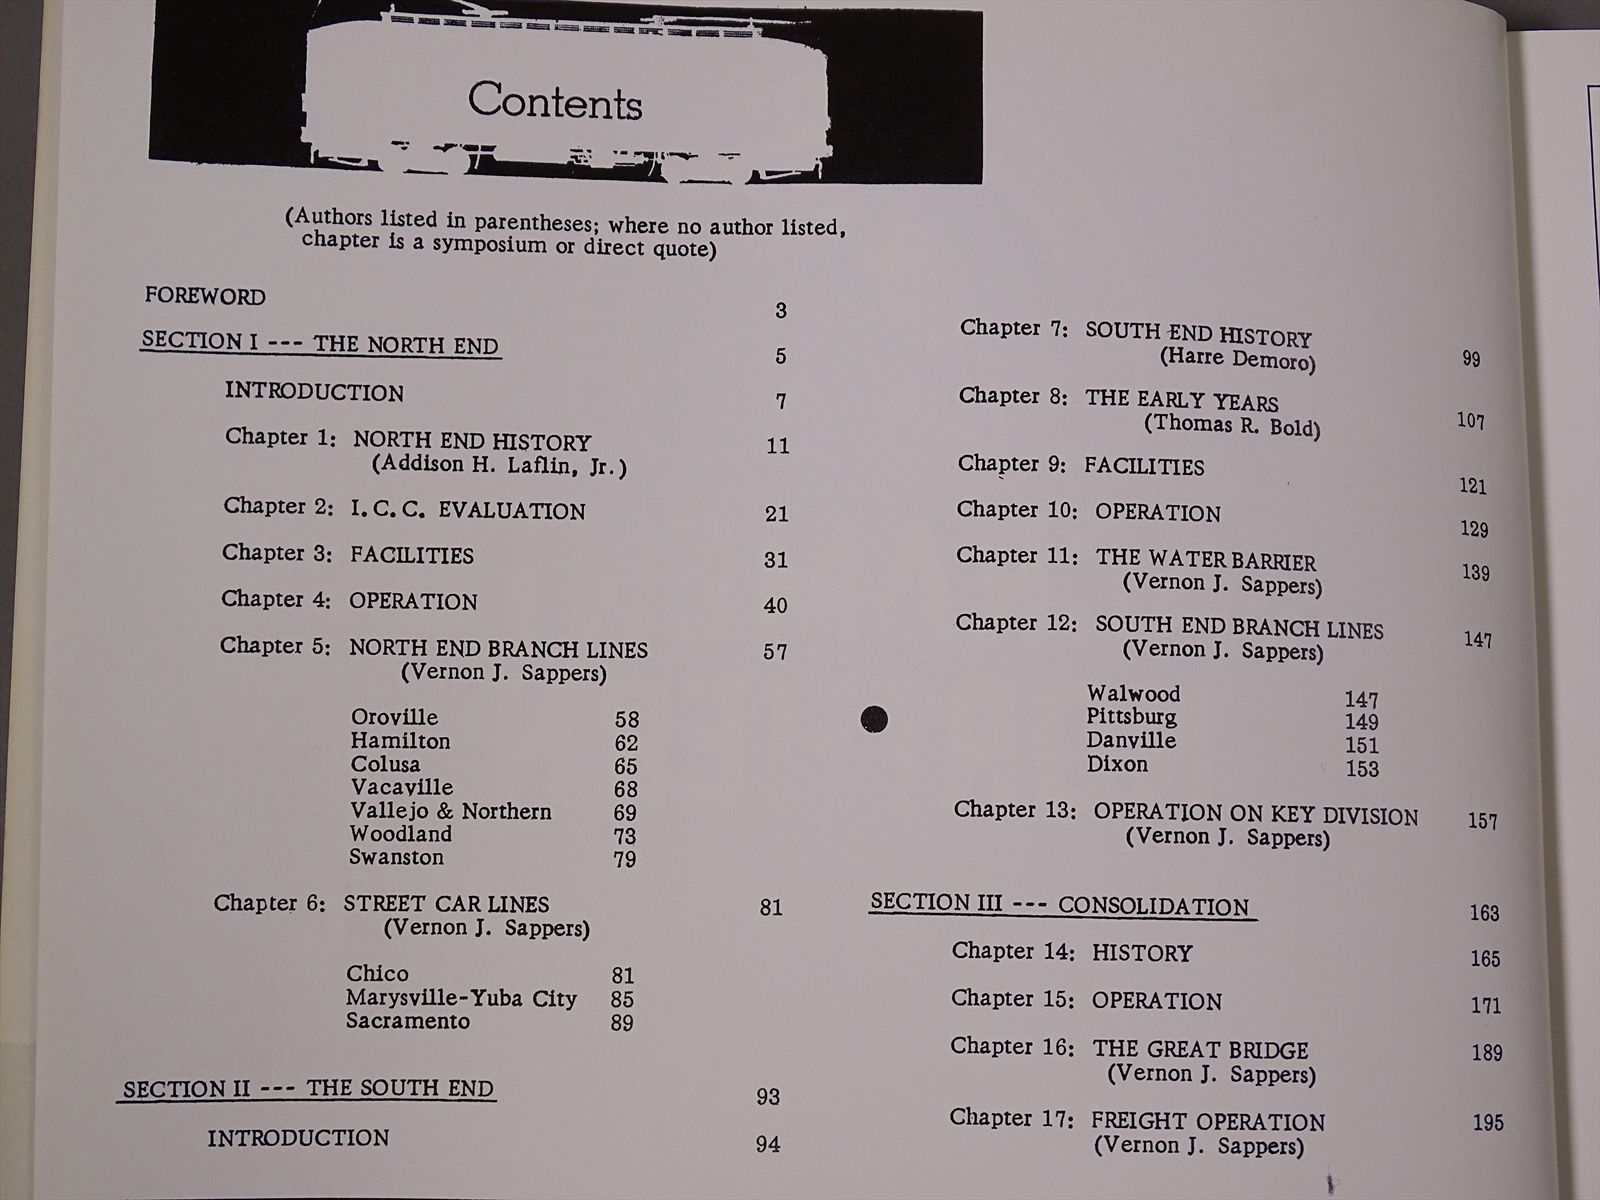 Contents
(Authors listed in parentheses; where no author listed,
chapter is a symposium or direct quote)
FOREWORD 3
SECTION I --- THE NORTH END 5
INTRODUCTION 7
Chapter 1: NORTH END HISTORY 11
(Addison H. Laflin, Jr.)
Chapter 2: I.C.C. EVALUATION 21
Chapter 3: FACILITIES 31
Chapter 4: OPERATION 40
Chapter 5: NORTH END BRANCH LINES 57
(Vernon J. Sappers)
Oroville 58
Hamilton 62
Colusa 65
Vacaville 68
Vallejo & Northern 69
Woodland 73
Swanston 79
Chapter 6: STREET CAR LINES 81
(Vernon J. Sappers)
Chico 81
Marysville-Yuba City 85
Sacramento 89
SECTION II --- THE SOUTH END 93
INTRODUCTION 94
Chapter 7: SOUTH END HISTORY 99
(Harre Demoro)
Chapter 8: THE EARLY YEARS 107
(Thomas R. Bold)
Chapter 9: FACILITIES 121
Chapter 10: OPERATION 129
Chapter 11: THE WATER BARRIER 139
(Vernon J. Sappers)
Chapter 12: SOUTH END BRANCH LINES 147
(Vernon J. Sappers)
Walwood 147
Pittsburg 149
Danville 151
Dixon 153
Chapter 13: OPERATION ON KEY DIVISION 157
(Vernon J. Sappers)
SECTION III --- CONSOLIDATION 163
Chapter 14: HISTORY 165
Chapter 15: OPERATION 171
Chapter 16: THE GREAT BRIDGE 189
(Vernon J. Sappers)
Chapter 17: FREIGHT OPERATION 195
(Vernon J. Sappers)